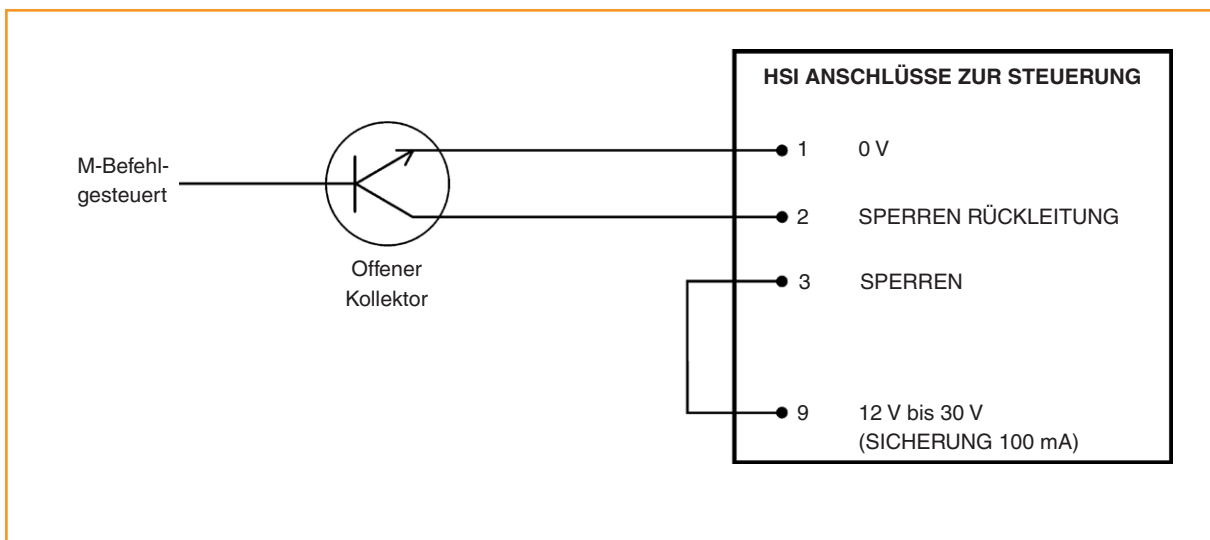 HSI ANSCHLÜSSE ZUR STEUERUNG
M-Befehl-
gesteuert
Offener
Kollektor
1 0 V
2 SPERREN RÜCKLEITUNG
3 SPERREN
9 12 V bis 30 V
(SICHERUNG 100 mA)